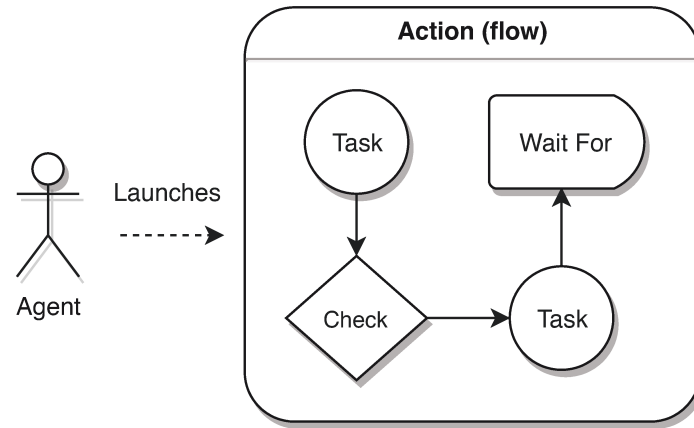 Action (flow)
Task
Wait For
Launches
Agent
Check
Task